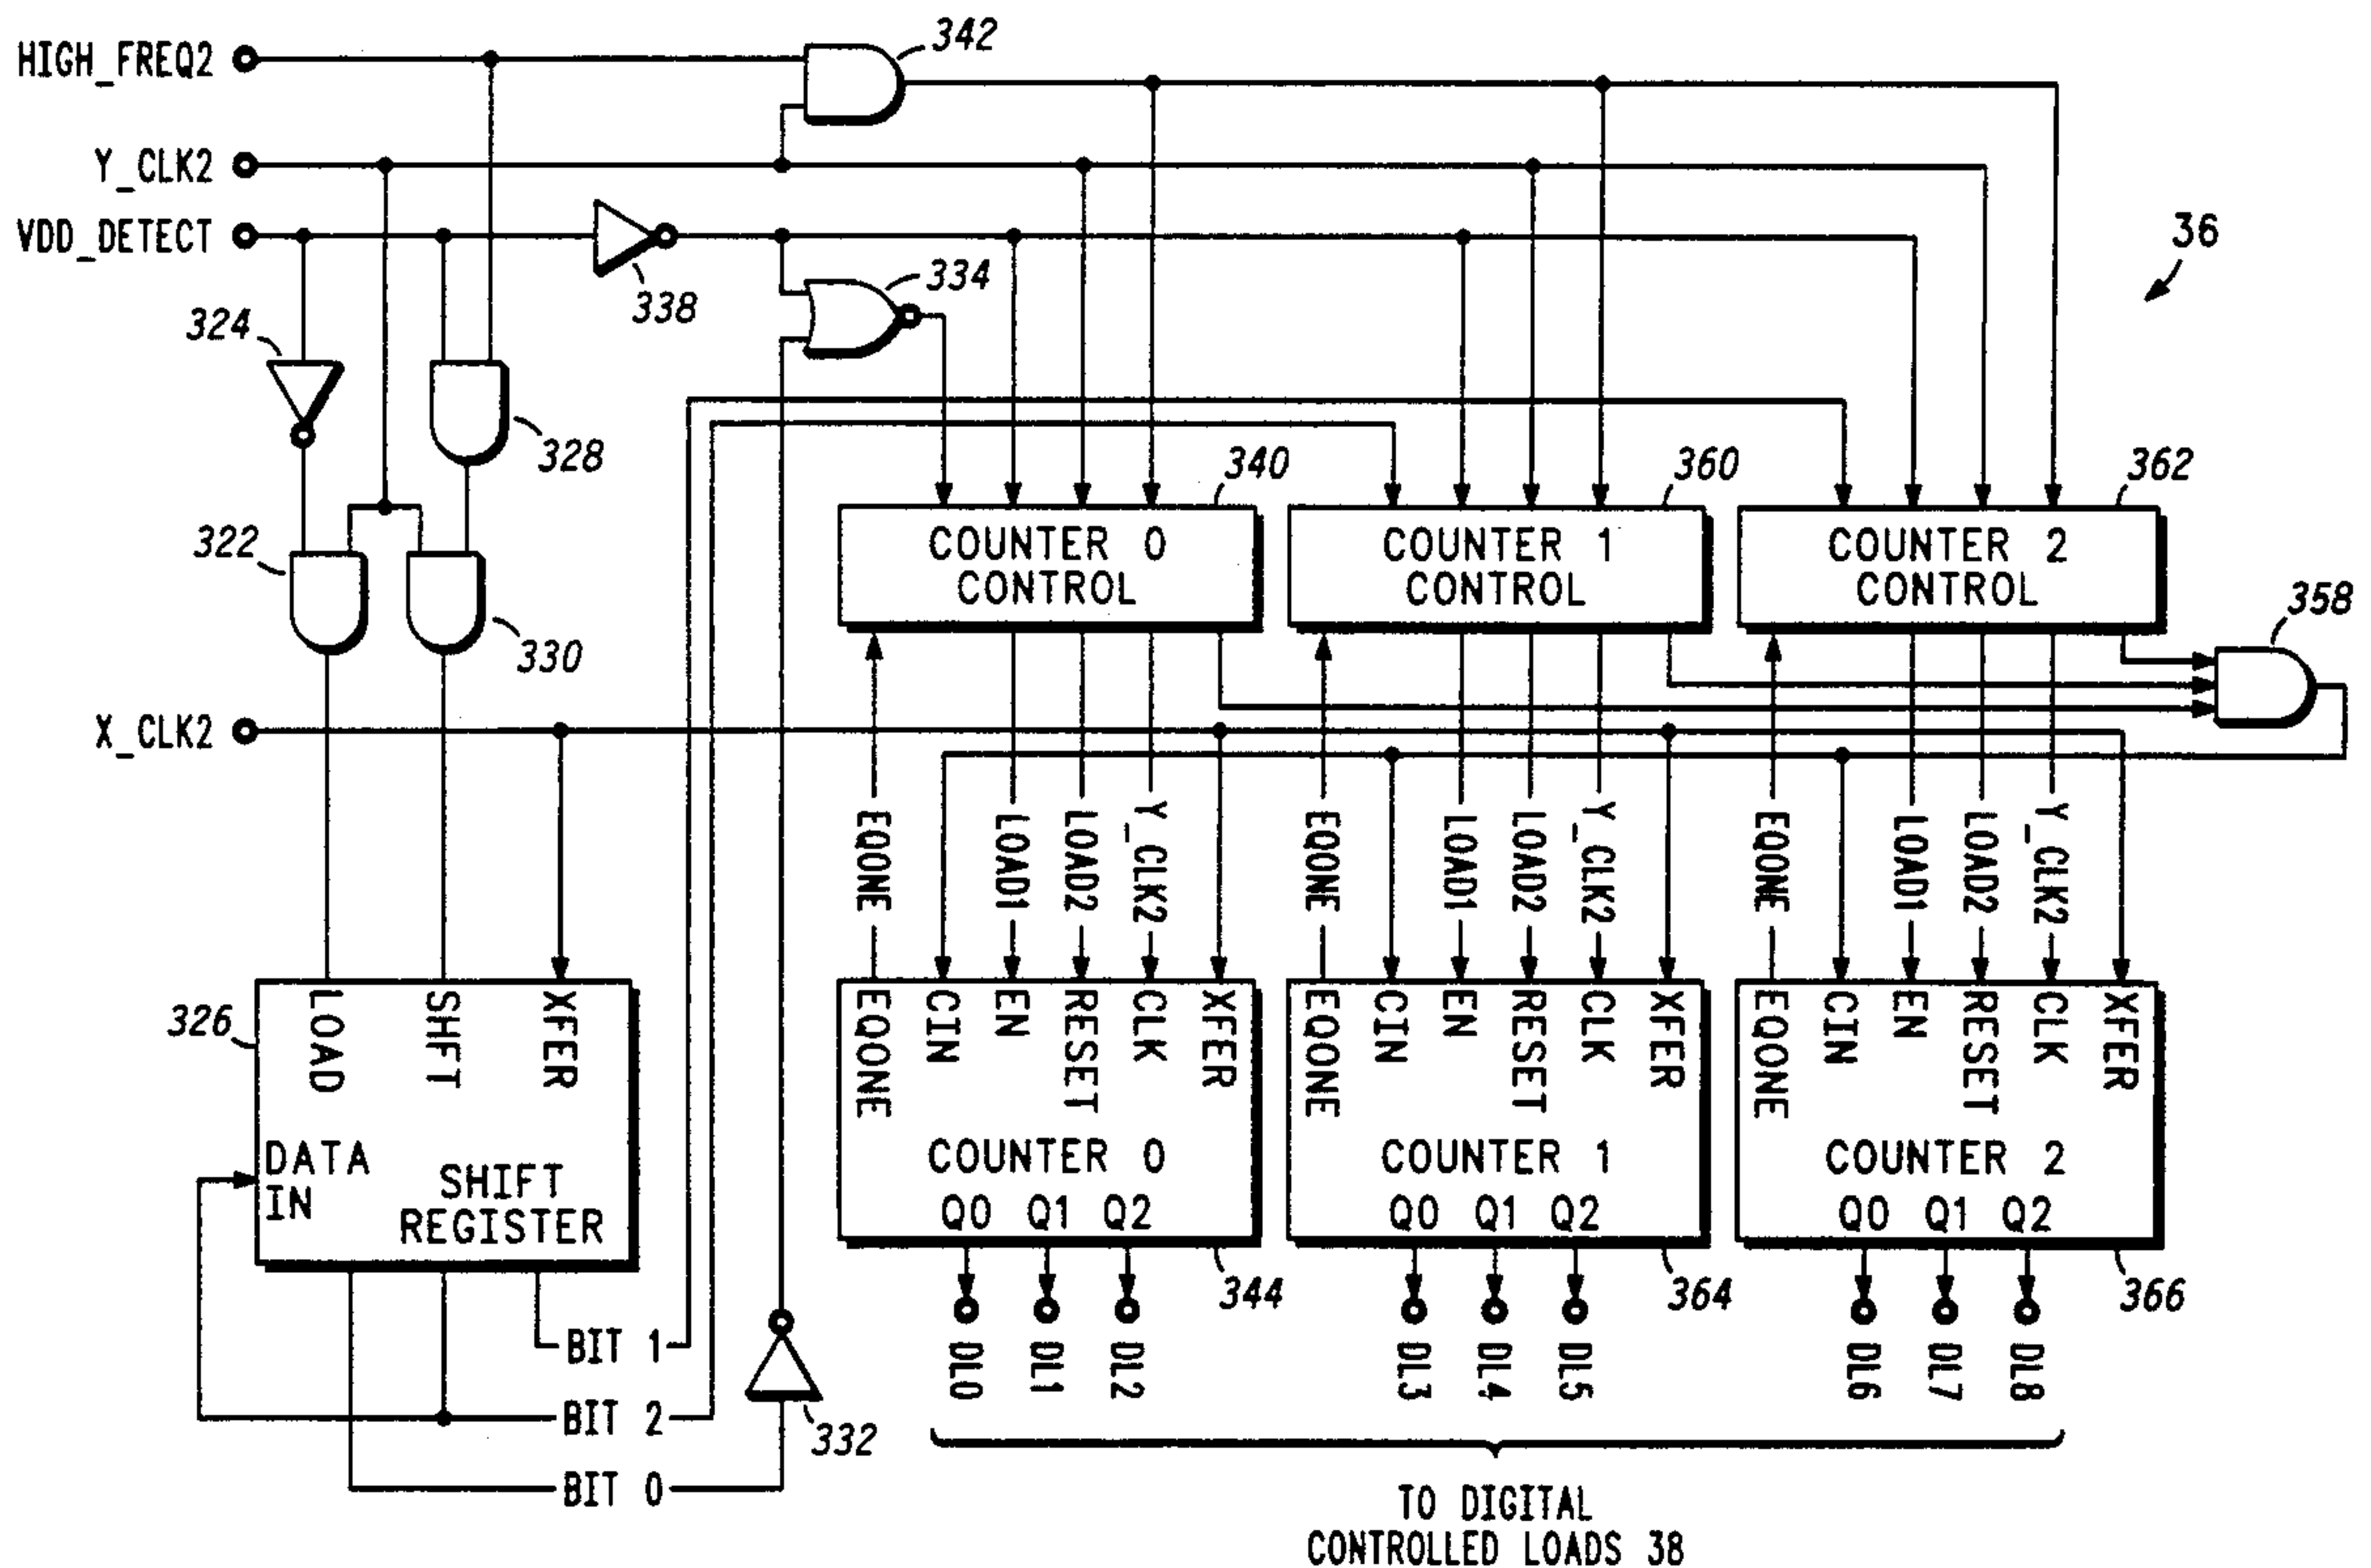 HIGH_FREQ2
342
Y_CLK2
VDD_DETECT
338
334
36
324
328
340
360
362
322
330
COUNTER 0
CONTROL
COUNTER 1
CONTROL
COUNTER 2
CONTROL
358
X_CLK2
EQONE
LOAD1
LOAD2
Y_CLK2
EQONE
LOAD1
LOAD2
Y_CLK2
EQONE
LOAD1
LOAD2
Y_CLK2
326
LOAD
SHFT
XFER
DATA
IN
SHIFT
REGISTER
EQONE
CIN
EN
RESET
CLK
XFER
COUNTER 0
Q0 Q1 Q2
344
EQONE
CIN
EN
RESET
CLK
XFER
COUNTER 1
Q0 Q1 Q2
364
EQONE
CIN
EN
RESET
CLK
XFER
COUNTER 2
Q0 Q1 Q2
366
BIT 1
BIT 2
BIT 0
332
DL0
DL1
DL2
DL3
DL4
DL5
DL6
DL7
DL8
TO DIGITAL
CONTROLLED LOADS 38